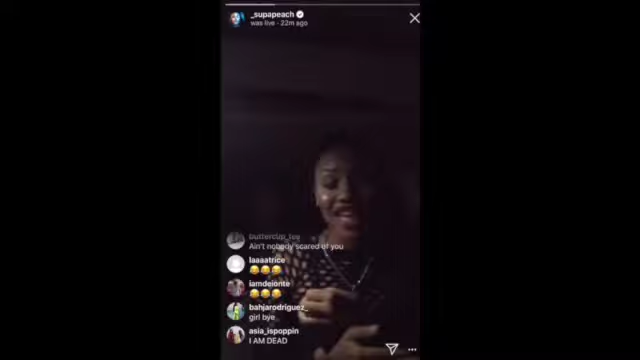 _supapeach
was live · 22m ago
Ain't nobody scared of you
laaaatrice
😂😂😂
iamdeionte
😂😂😂
bahjarodriguez_
girl bye
asia_ispoppin
I AM DEAD